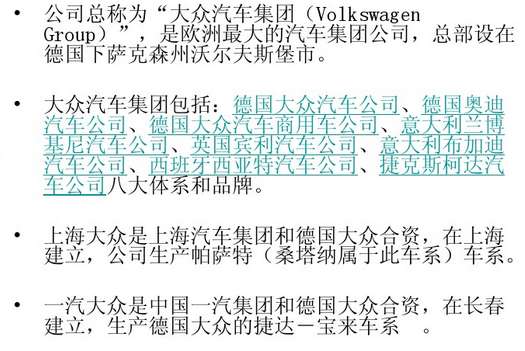 • 公司总称为“大众汽车集团（Volkswagen
Group）”，是欧洲最大的汽车集团公司，总部设在
德国下萨克森州沃尔夫斯堡市。
• 大众汽车集团包括：德国大众汽车公司、德国奥迪
汽车公司、德国大众汽车商用车公司、意大利兰博
基尼汽车公司、英国宾利汽车公司、意大利布加迪
汽车公司、西班牙西亚特汽车公司、捷克斯柯达汽
车公司八大体系和品牌。
• 上海大众是上海汽车集团和德国大众合资，在上海
建立，公司生产帕萨特（桑塔纳属于此车系）车系。
• 一汽大众是中国一汽集团和德国大众合资，在长春
建立，生产德国大众的捷达－宝来车系 。